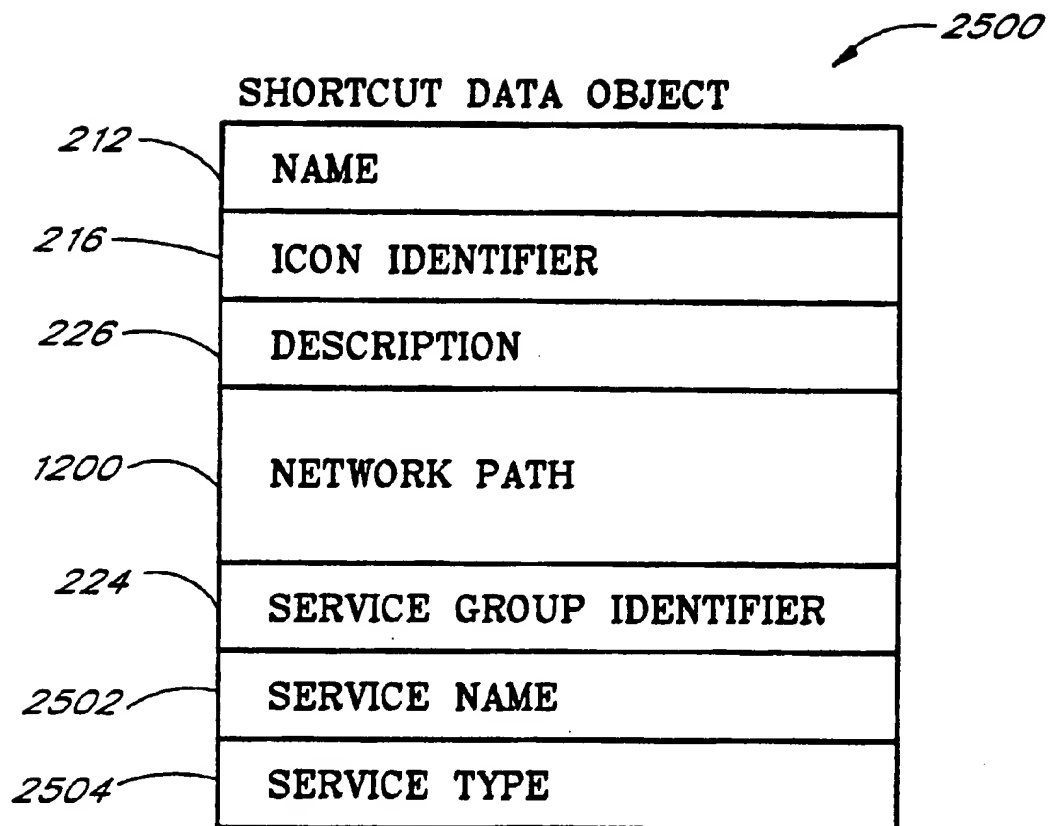 2500
SHORTCUT DATA OBJECT
212
NAME
216
ICON IDENTIFIER
226
DESCRIPTION
1200
NETWORK PATH
224
SERVICE GROUP IDENTIFIER
2502
SERVICE NAME
2504
SERVICE TYPE